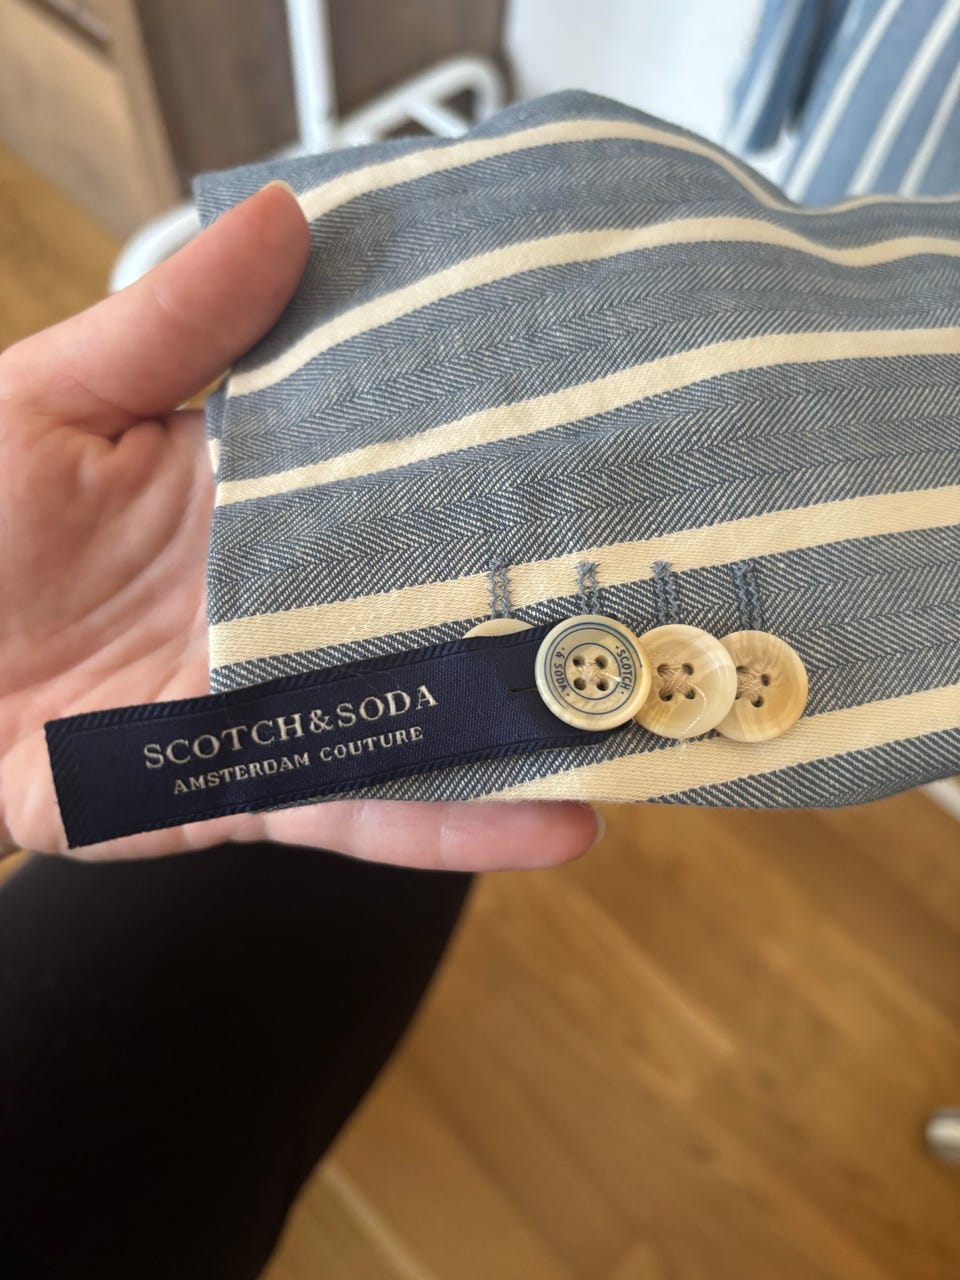 SCOTCH&SODA
AMSTERDAM COUTURE
·SCOTCH·
& SODA